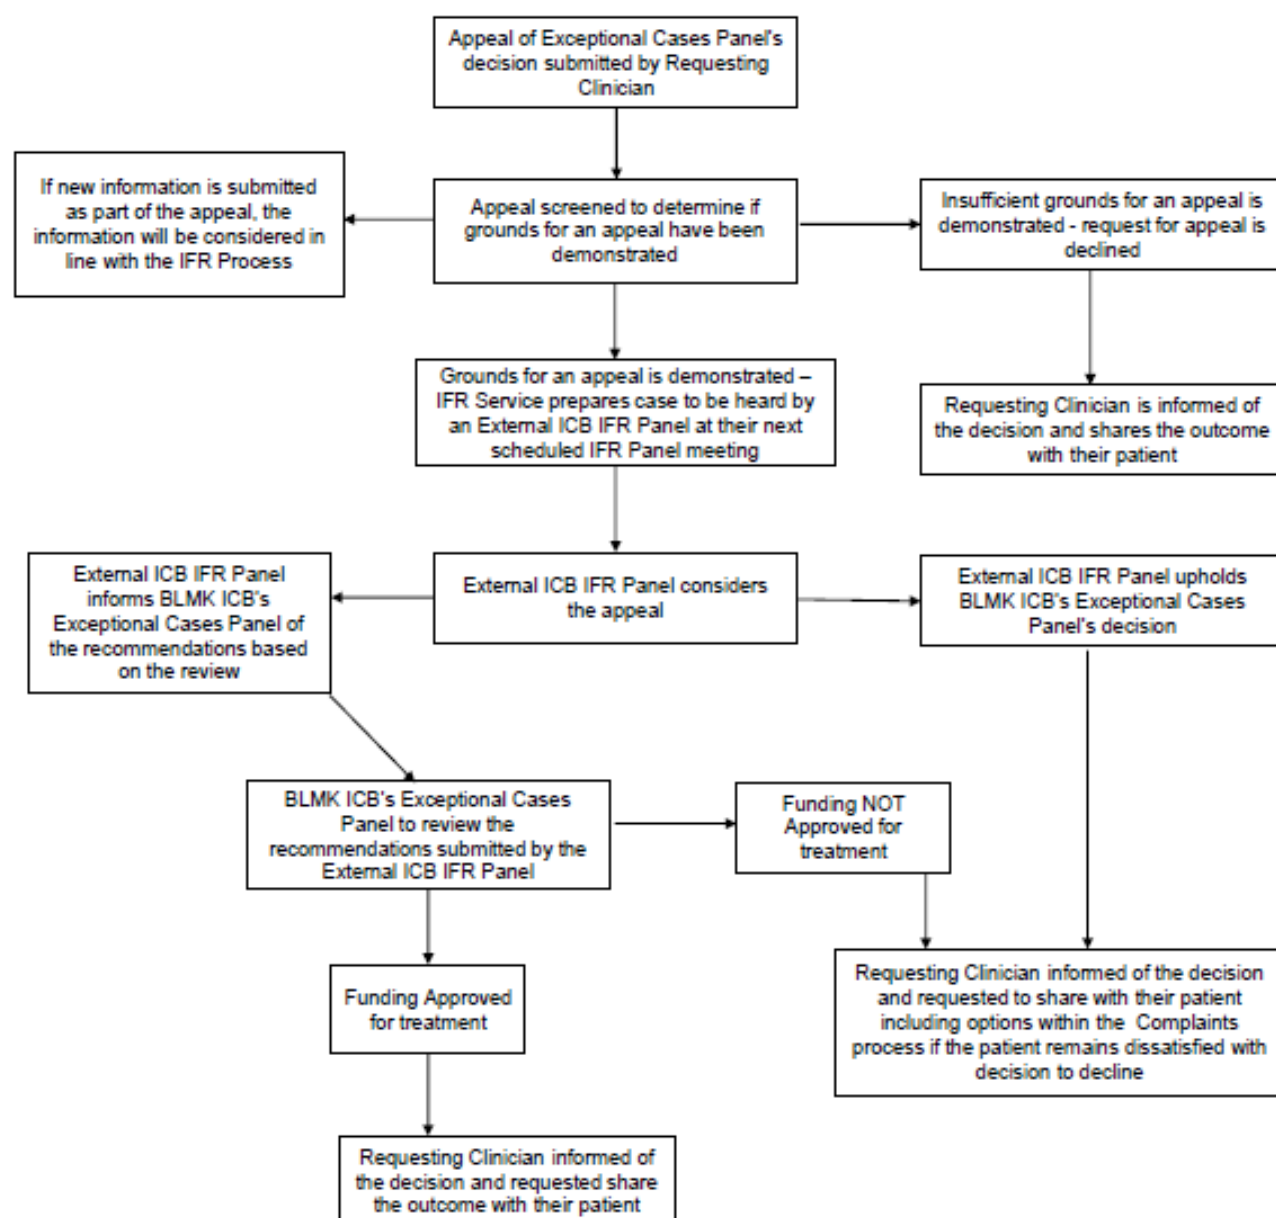 Appeal of Exceptional Cases Panel's
decision submitted by Requesting
Clinician
If new information is submitted
as part of the appeal, the
information will be considered in
line with the IFR Process
Appeal screened to determine if
grounds for an appeal have been
demonstrated
Insufficient grounds for an appeal is
demonstrated - request for appeal is
declined
Grounds for an appeal is demonstrated –
IFR Service prepares case to be heard by
an External ICB IFR Panel at their next
scheduled IFR Panel meeting
Requesting Clinician is informed of
the decision and shares the outcome
with their patient
External ICB IFR Panel
informs BLMK ICB's
Exceptional Cases Panel of
the recommendations based
on the review
External ICB IFR Panel considers
the appeal
External ICB IFR Panel upholds
BLMK ICB's Exceptional Cases
Panel's decision
BLMK ICB's Exceptional Cases
Panel to review the
recommendations submitted by the
External ICB IFR Panel
Funding NOT
Approved for
treatment
Funding Approved
for treatment
Requesting Clinician informed of the decision
and requested to share with their patient
including options within the Complaints
process if the patient remains dissatisfied with
decision to decline
Requesting Clinician informed of
the decision and requested share
the outcome with their patient